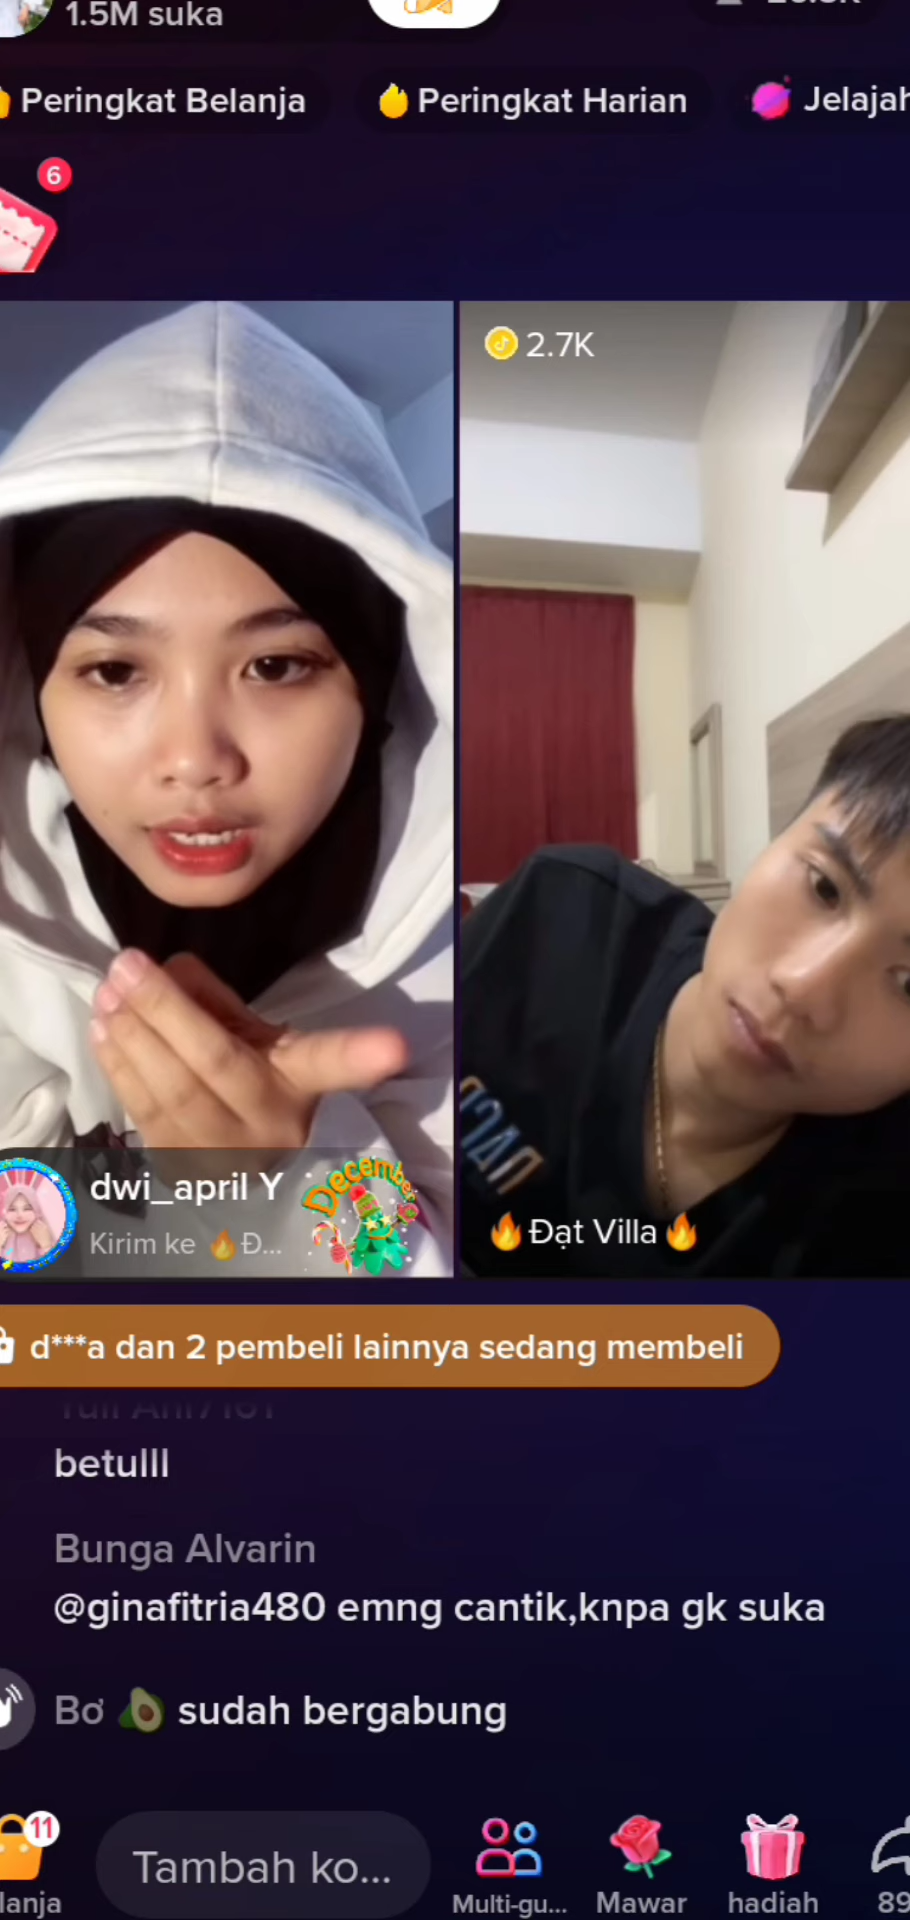 1.5M suka
Peringkat Belanja
Peringkat Harian
Jelajah
6
2.7K
December
dwi_april Y
Kirim ke 🔥Đ...
🔥Đạt Villa🔥
d***a dan 2 pembeli lainnya sedang membeli
betulll
Bunga Alvarin
@ginafitria480 emng cantik,knpa gk suka
Bơ 🥑 sudah bergabung
11
lanja
Tambah ko...
Multi-gu...
Mawar
hadiah
89